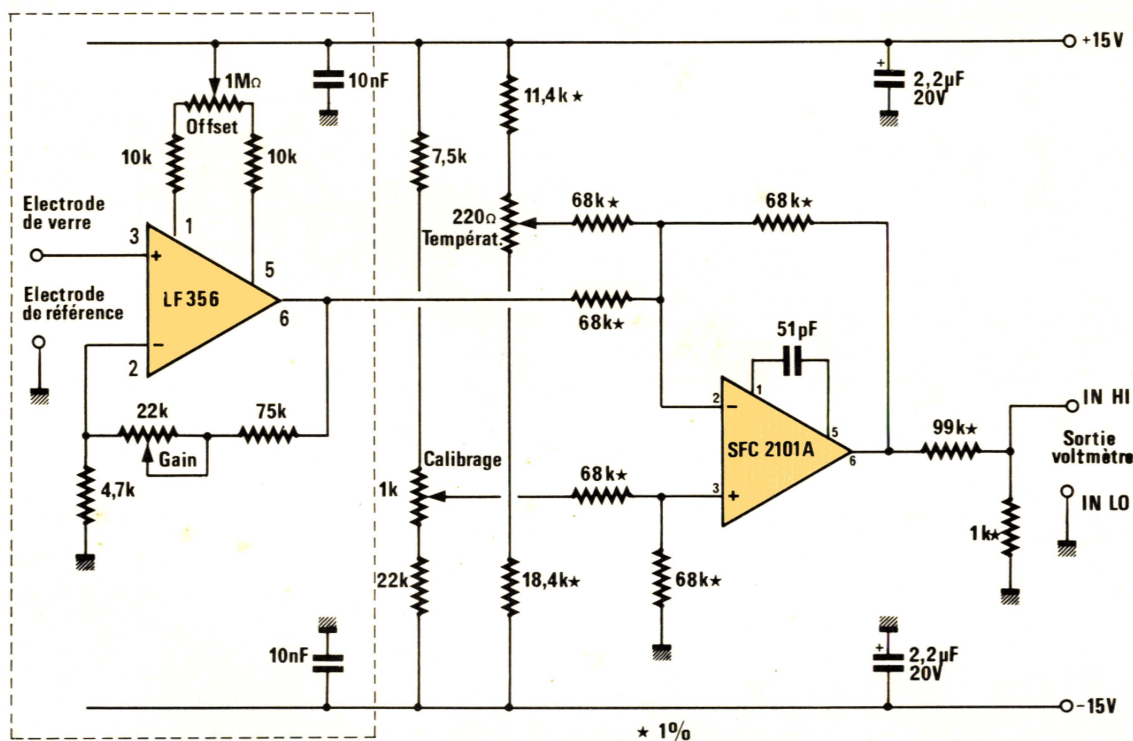 +15V
1MΩ
Offset
10k
10k
10nF
7,5k
11,4k★
2,2µF
20V
+
Electrode
de verre
3
1
+
5
LF356
6
Electrode
de référence
2
−
22k
75k
Gain
4,7k
220Ω
Températ.
68k★
68k★
68k★
51pF
Calibrage
1k
68k★
2
−
1
5
SFC 2101A
6
3
+
99k★
IN HI
Sortie
voltmètre
IN LO
1k★
22k
18,4k★
68k★
10nF
+
2,2µF
20V
-15V
★ 1%